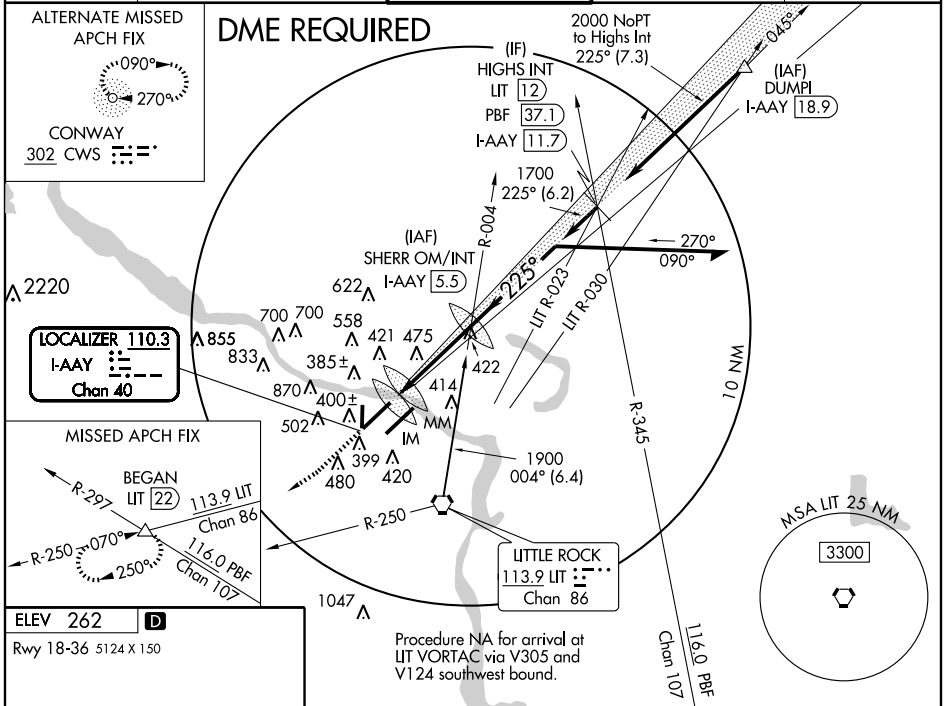 ALTERNATE MISSED
APCH FIX
090°
270°
CONWAY
302 CWS
DME REQUIRED
2000 NoPT
to Highs Int
225° (7.3)
045°
(IF)
HIGHS INT
LIT 12
PBF 37.1
I-AAY 11.7
(IAF)
DUMPI
I-AAY 18.9
1700
225° (6.2)
R-004
(IAF)
SHERR OM/INT
I-AAY 5.5
225°
270°
090°
LIT R-023
LIT R-030
10 NM
R-345
2220
622
700
700
558
855
833
421
475
385±
422
870
400±
414
502
MM
IM
399
480
420
LOCALIZER 110.3
I-AAY
Chan 40
1900
004° (6.4)
R-250
MISSED APCH FIX
BEGAN
LIT 22
R-297
113.9 LIT
Chan 86
R-250
070°
250°
116.0 PBF
Chan 107
LITTLE ROCK
113.9 LIT
Chan 86
MSA LIT 25 NM
3300
1047
116.0 PBF
Chan 107
Procedure NA for arrival at
LIT VORTAC via V305 and
V124 southwest bound.
ELEV 262 D
Rwy 18-36 5124 X 150